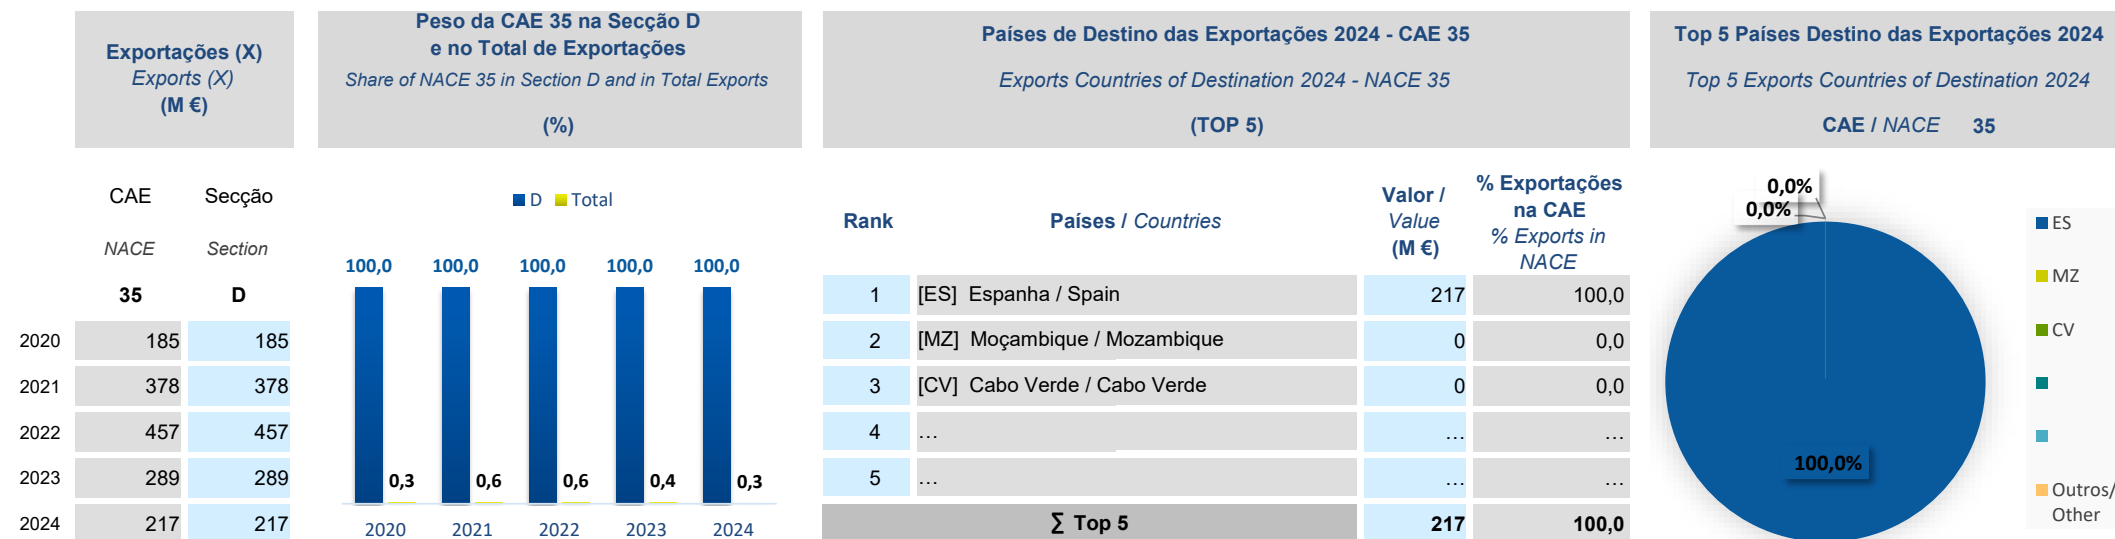 Exportações (X)
Exports (X)
(M €)
Peso da CAE 35 na Secção D
e no Total de Exportações
Share of NACE 35 in Section D and in Total Exports
(%)
Países de Destino das Exportações 2024 - CAE 35
Exports Countries of Destination 2024 - NACE 35
(TOP 5)
Top 5 Países Destino das Exportações 2024
Top 5 Exports Countries of Destination 2024
CAE / NACE 35
CAE Secção
NACE Section
35 D
2020 185 185
2021 378 378
2022 457 457
2023 289 289
2024 217 217
D Total
100,0 100,0 100,0 100,0 100,0
0,3 0,6 0,6 0,4 0,3
2020 2021 2022 2023 2024
Rank
Países / Countries
Valor /
Value
(M €)
% Exportações
na CAE
% Exports in
NACE
1 [ES] Espanha / Spain 217 100,0
2 [MZ] Moçambique / Mozambique 0 0,0
3 [CV] Cabo Verde / Cabo Verde 0 0,0
4 … … …
5 … … …
∑ Top 5 217 100,0
0,0%
0,0%
100,0%
ES
MZ
CV
Outros/
Other